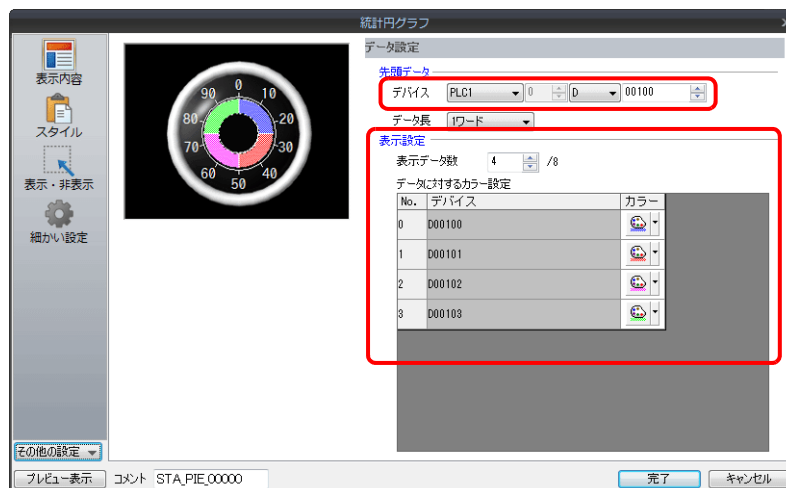 統計円グラフ
表示内容
スタイル
表示・非表示
細かい設定
その他の設定
0
10
20
30
40
50
60
70
80
90
データ設定
先頭データ
デバイス PLC1 0 D 00100
データ長 1ワード
表示設定
表示データ数 4 /8
データに対するカラー設定
No. デバイス カラー
0 D00100
1 D00101
2 D00102
3 D00103
プレビュー表示 コメント STA_PIE_00000 完了 キャンセル